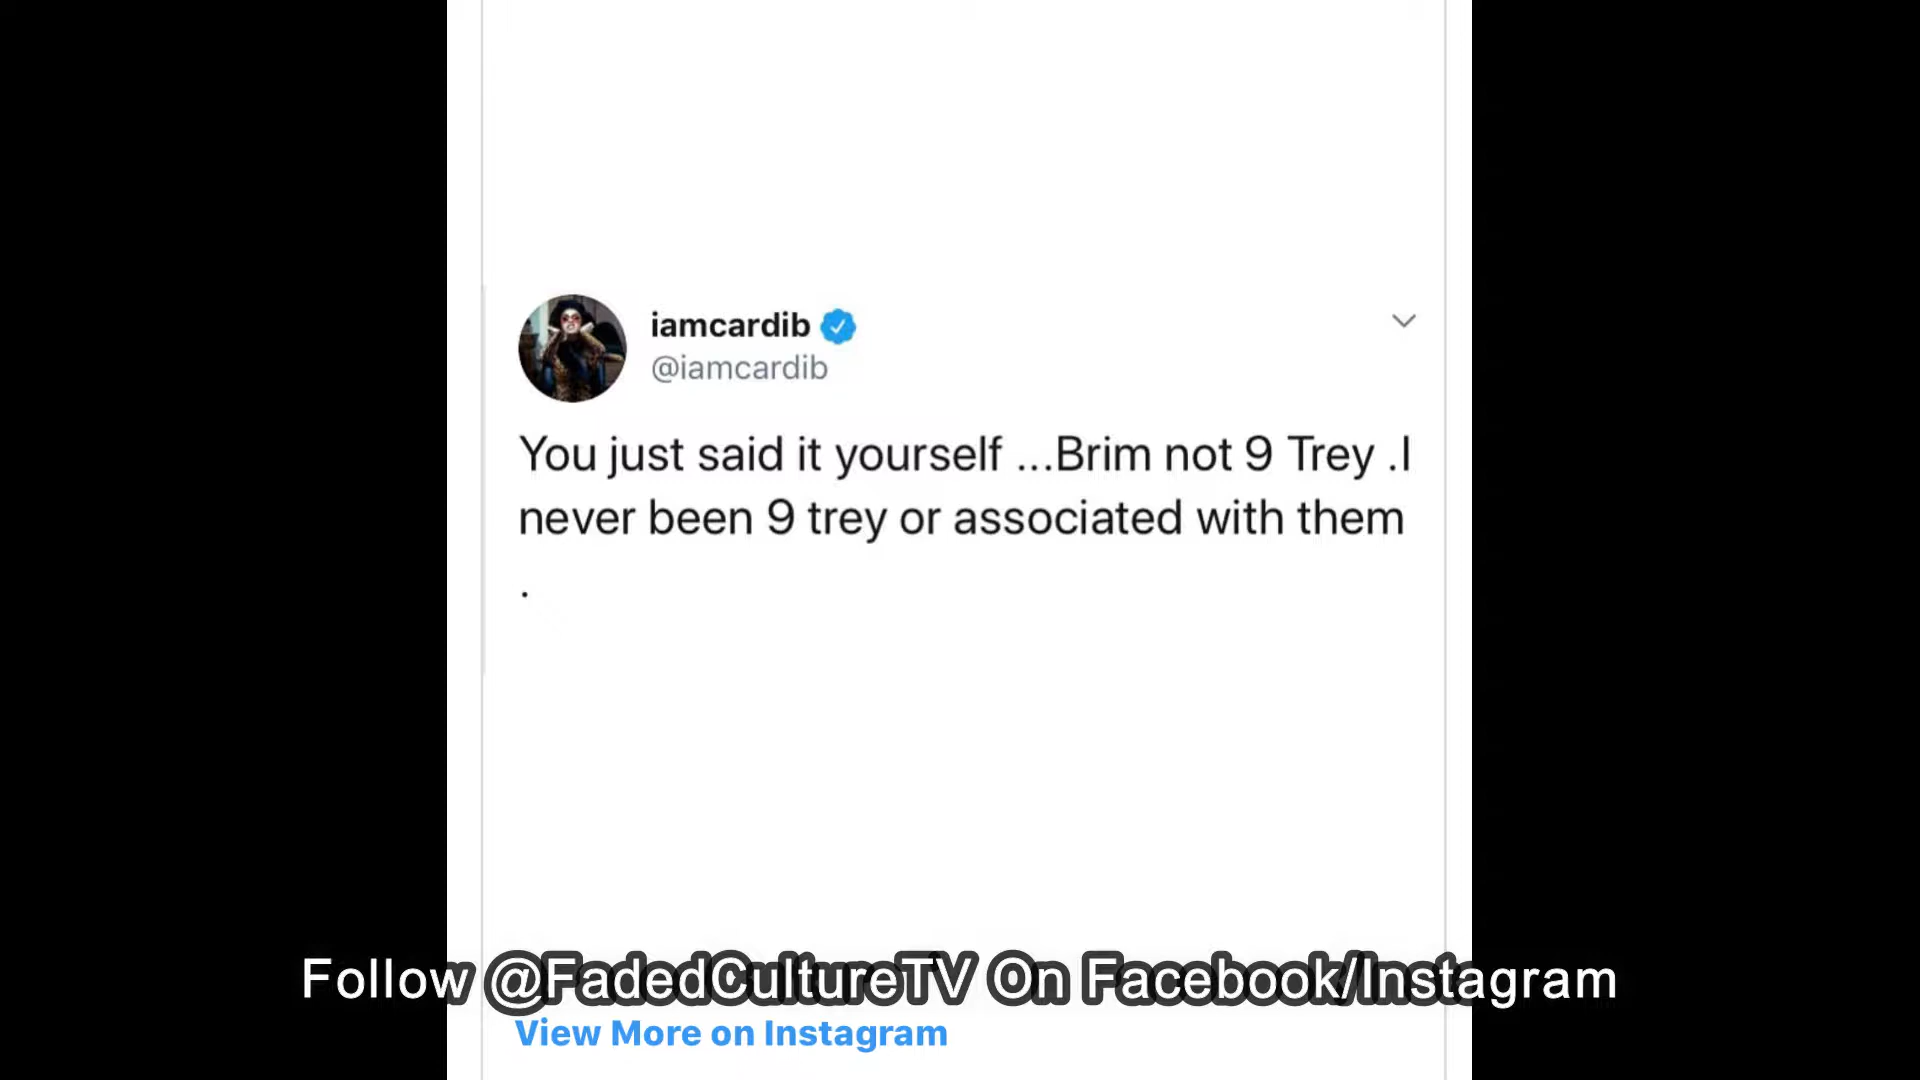 iamcardib
@iamcardib
You just said it yourself ...Brim not 9 Trey .I
never been 9 trey or associated with them
.
Follow @FadedCultureTV On Facebook/Instagram
View More on Instagram